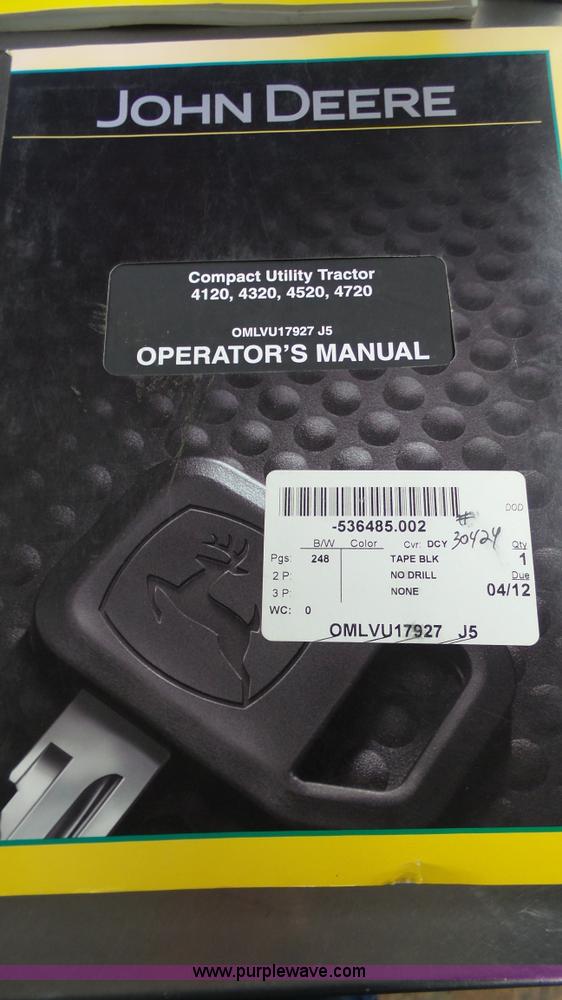 JOHN DEERE
Compact Utility Tractor
4120, 4320, 4520, 4720
OMLVU17927 J5
OPERATOR'S MANUAL
DOD
-536485.002
# 30424
B/W Color Cvr: DCY Qty
Pgs: 248 TAPE BLK 1
2 P: NO DRILL Due
3 P: NONE 04/12
WC: 0
OMLVU17927 J5
www.purplewave.com